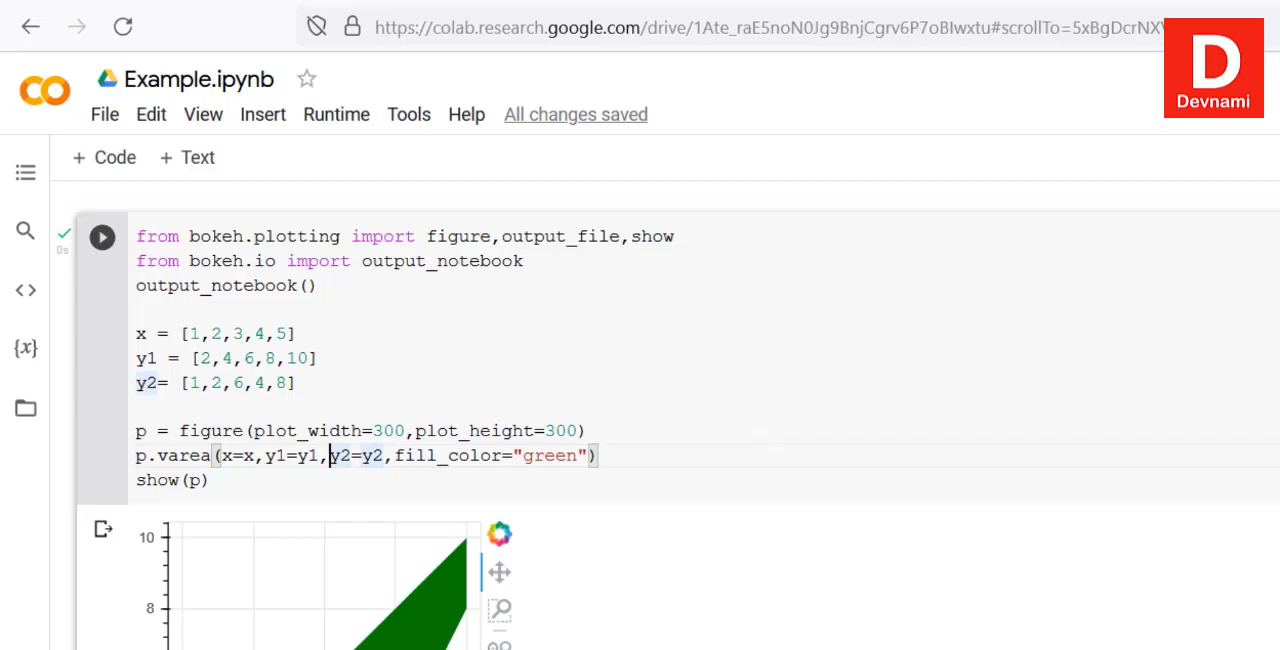 https://colab.research.google.com/drive/1Ate_raE5noN0Jg9BnjCgrv6P7oBIwxtu#scrollTo=5xBgDcrNX
D
Devnami
CO
Example.ipynb
File Edit View Insert Runtime Tools Help All changes saved
+ Code + Text
{x}
0s
from bokeh.plotting import figure,output_file,show
from bokeh.io import output_notebook
output_notebook()
x = [1,2,3,4,5]
y1 = [2,4,6,8,10]
y2= [1,2,6,4,8]
p = figure(plot_width=300,plot_height=300)
p.varea(x=x,y1=y1,y2=y2,fill_color="green")
show(p)
10
8